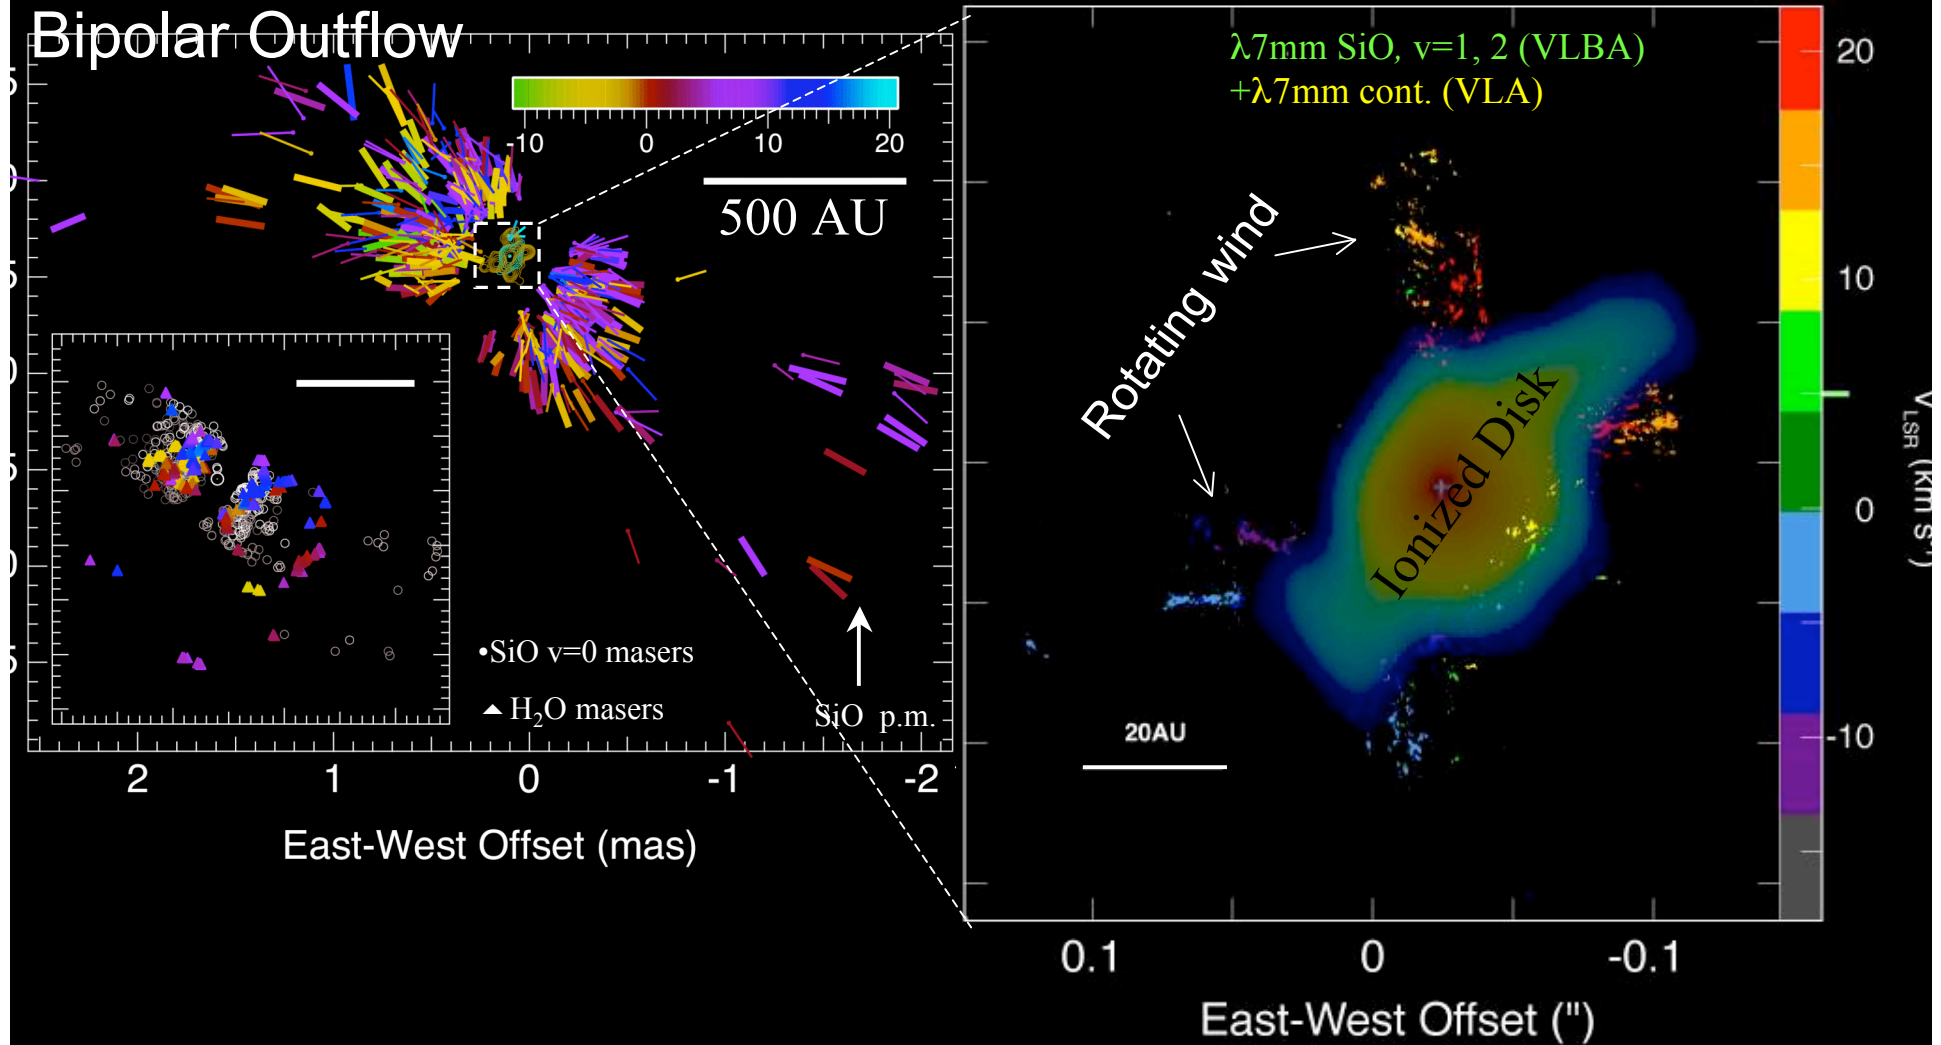 Bipolar Outflow
-10 0 10 20
500 AU
•SiO v=0 masers
▲ H₂O masers
SiO p.m.
2 1 0 -1 -2
East-West Offset (mas)
λ7mm SiO, v=1, 2 (VLBA)
+λ7mm cont. (VLA)
Rotating wind
Ionized Disk
20AU
0.1 0 -0.1
East-West Offset (")
20
10
0
-10
V LSR (km s⁻¹)